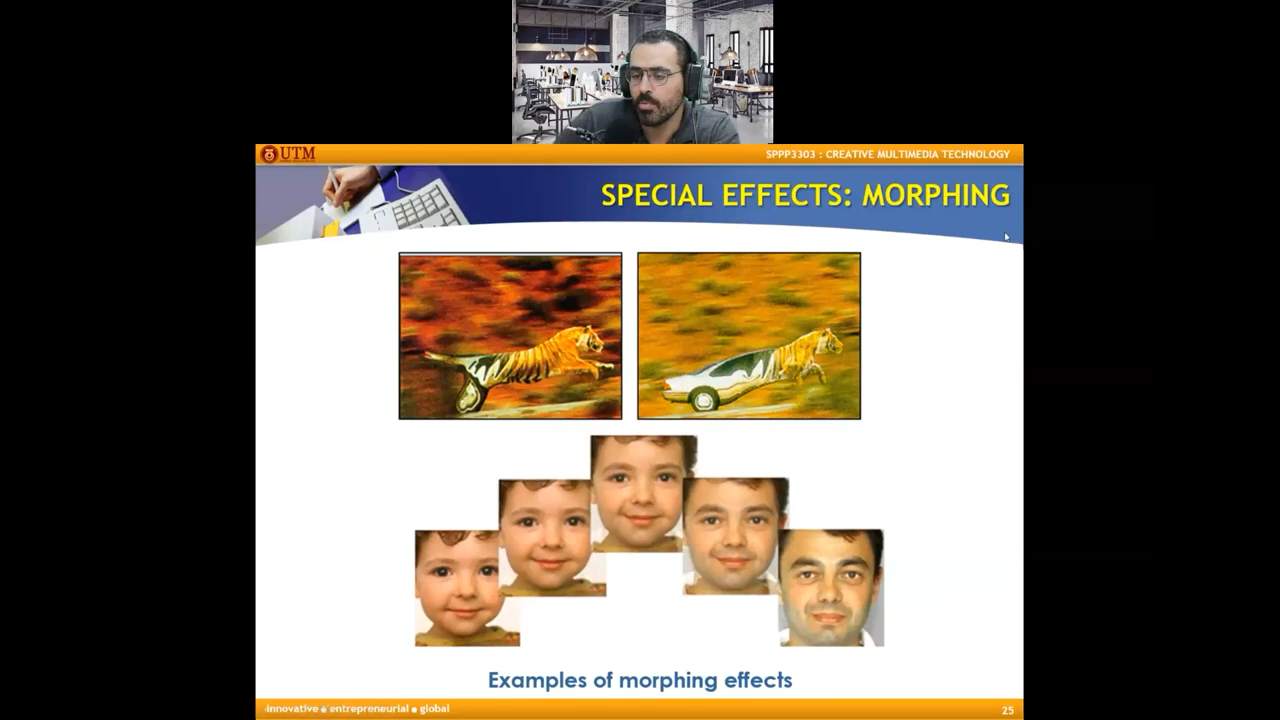 UTM
SPPP3303 : CREATIVE MULTIMEDIA TECHNOLOGY
SPECIAL EFFECTS: MORPHING
Examples of morphing effects
innovative ● entrepreneurial ● global
25